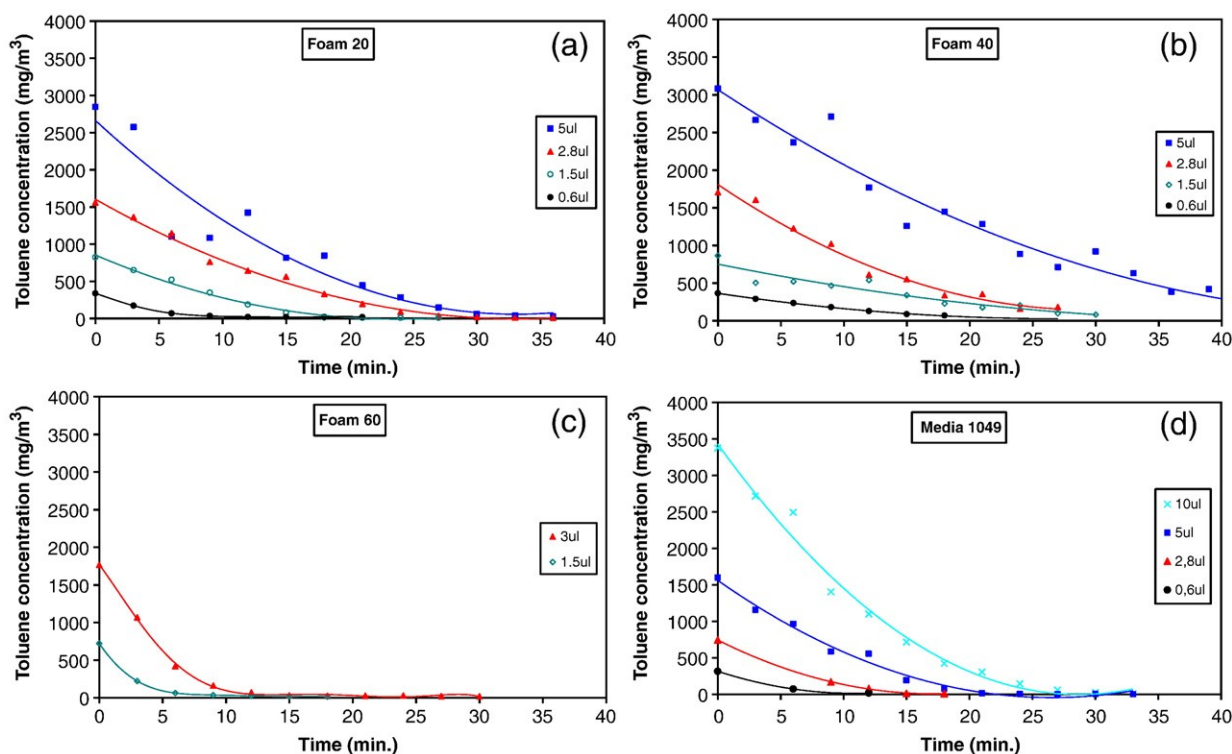 (a)
Foam 20
Toluene concentration (mg/m³)
4000
3500
3000
2500
2000
1500
1000
500
0
5ul
2.8ul
1.5ul
0.6ul
0 5 10 15 20 25 30 35 40
Time (min.)
(b)
Foam 40
Toluene concentration (mg/m³)
4000
3500
3000
2500
2000
1500
1000
500
0
5ul
2.8ul
1.5ul
0.6ul
0 5 10 15 20 25 30 35 40
Time (min.)
(c)
Foam 60
Toluene concentration (mg/m³)
4000
3500
3000
2500
2000
1500
1000
500
0
3ul
1.5ul
0 5 10 15 20 25 30 35 40
Time (min.)
(d)
Media 1049
Toluene concentration (mg/m³)
4000
3500
3000
2500
2000
1500
1000
500
0
10ul
5ul
2,8ul
0,6ul
0 5 10 15 20 25 30 35 40
Time (min.)